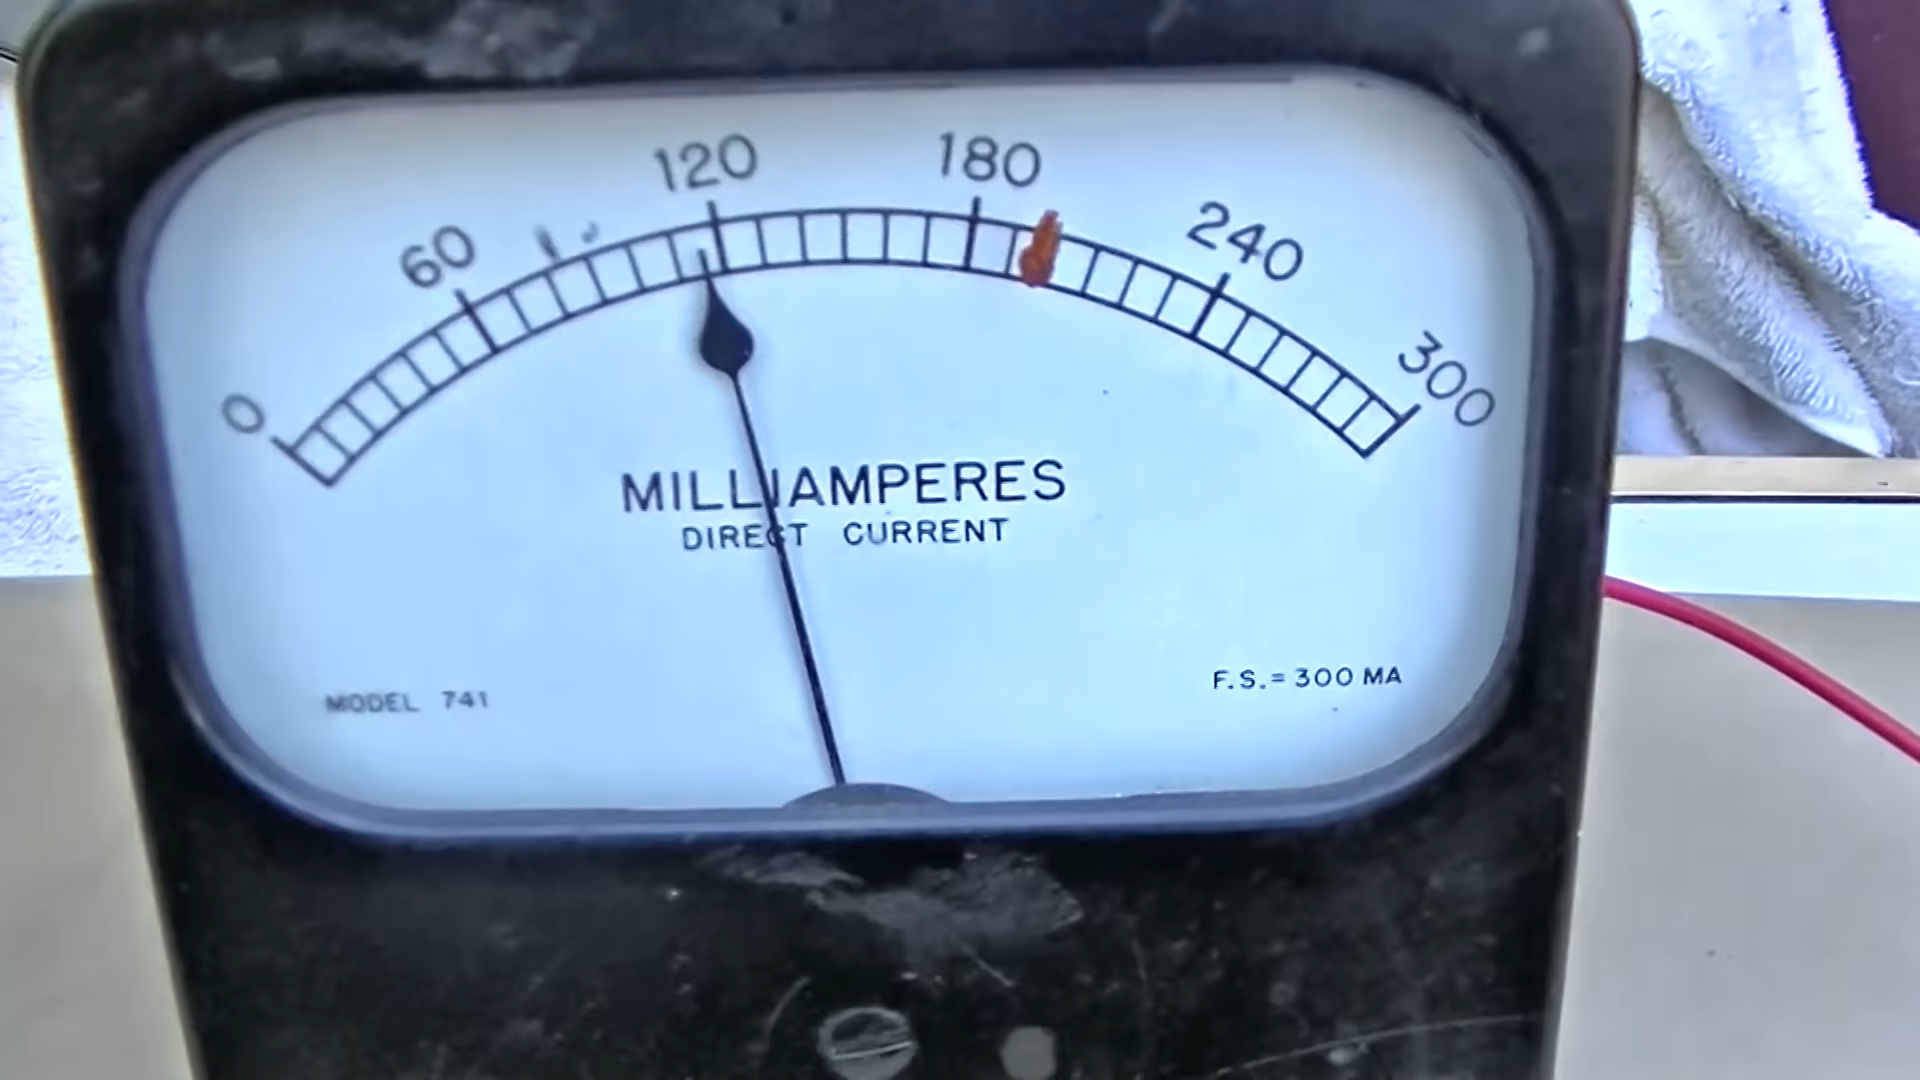 0 60 120 180 240 300
MILLIAMPERES
DIRECT CURRENT
F.S.= 300 MA
MODEL 741